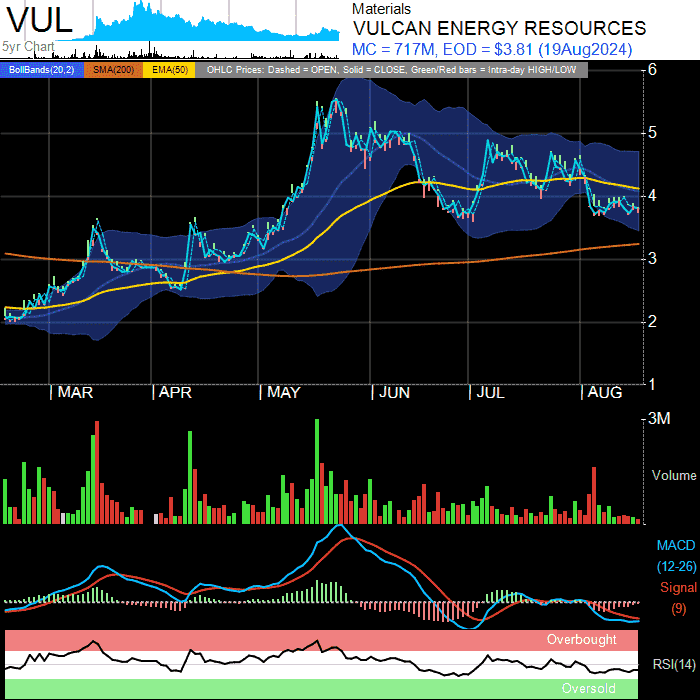 VUL
5yr Chart
Materials
VULCAN ENERGY RESOURCES
MC = 717M, EOD = $3.81 (19Aug2024)
BollBands(20,2) SMA(200) EMA(50) OHLC Prices: Dashed = OPEN, Solid = CLOSE, Green/Red bars = Intra-day HIGH/LOW
6
5
4
3
2
1
MAR APR MAY JUN JUL AUG
3M
Volume
MACD
(12-26)
Signal
(9)
Overbought
RSI(14)
Oversold